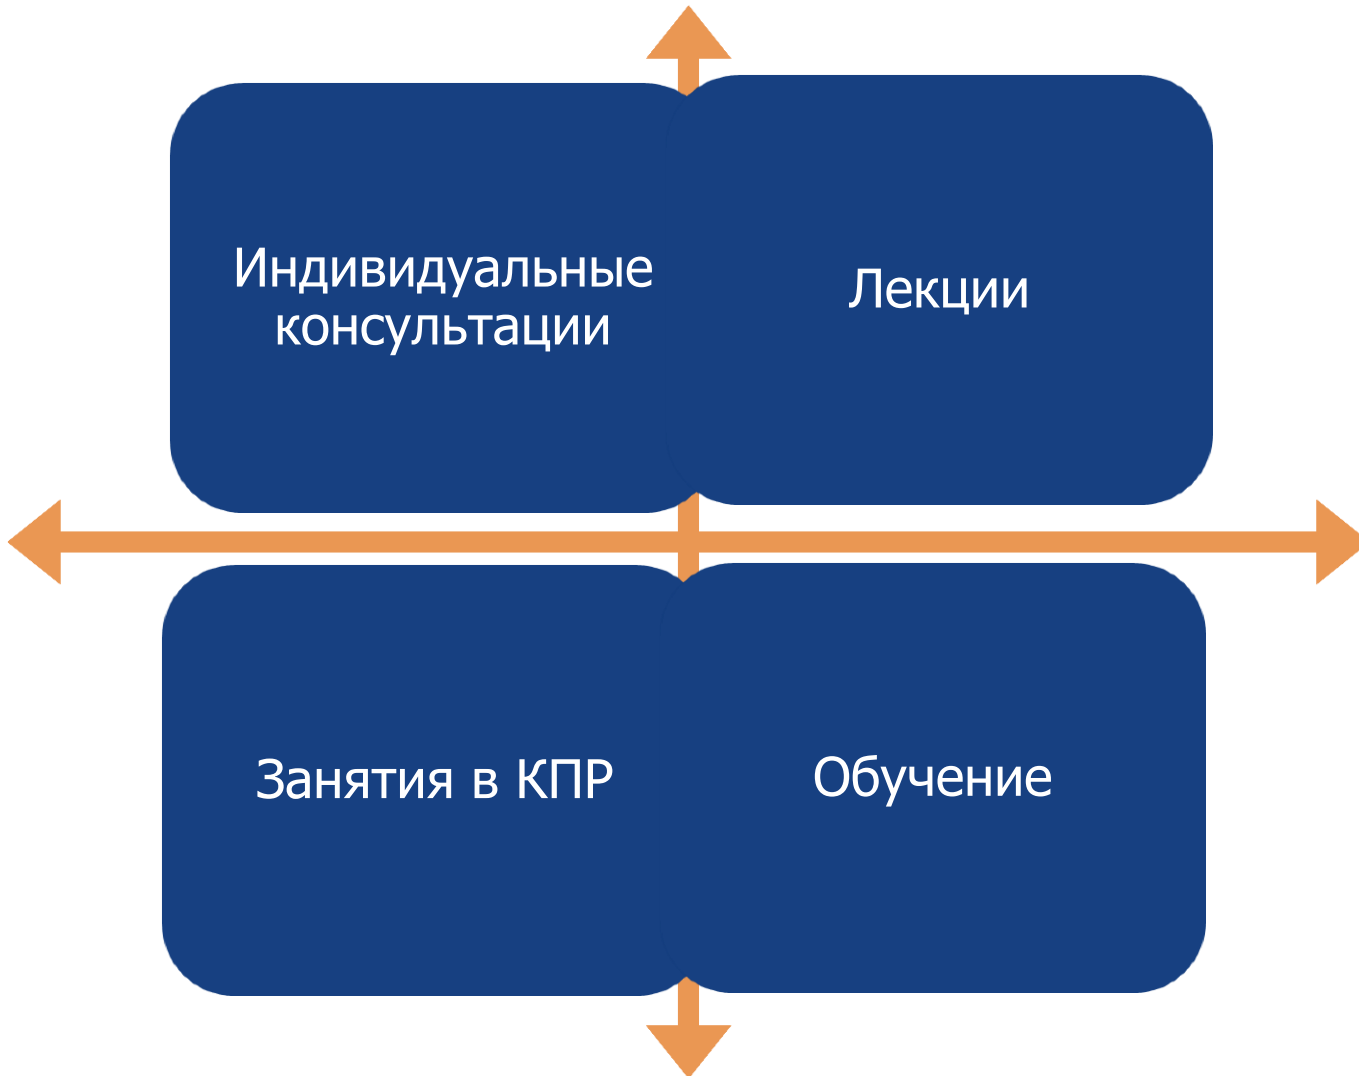 Индивидуальные
консультации
Лекции
Занятия в КПР
Обучение